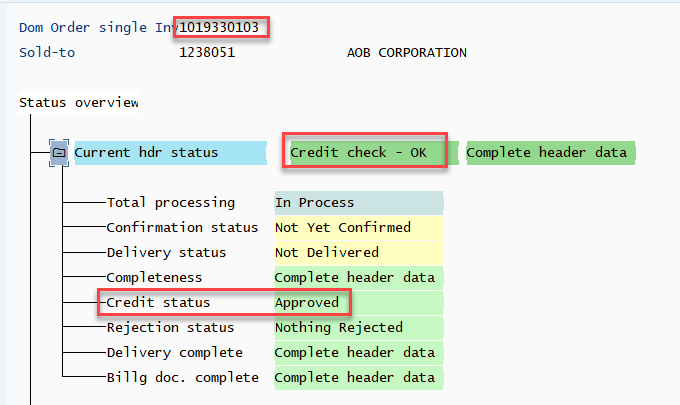 Dom Order single Inv 1019330103
Sold-to 1238051 AOB CORPORATION
Status overview
Current hdr status Credit check - OK Complete header data
Total processing In Process
Confirmation status Not Yet Confirmed
Delivery status Not Delivered
Completeness Complete header data
Credit status Approved
Rejection status Nothing Rejected
Delivery complete Complete header data
Billg doc. complete Complete header data